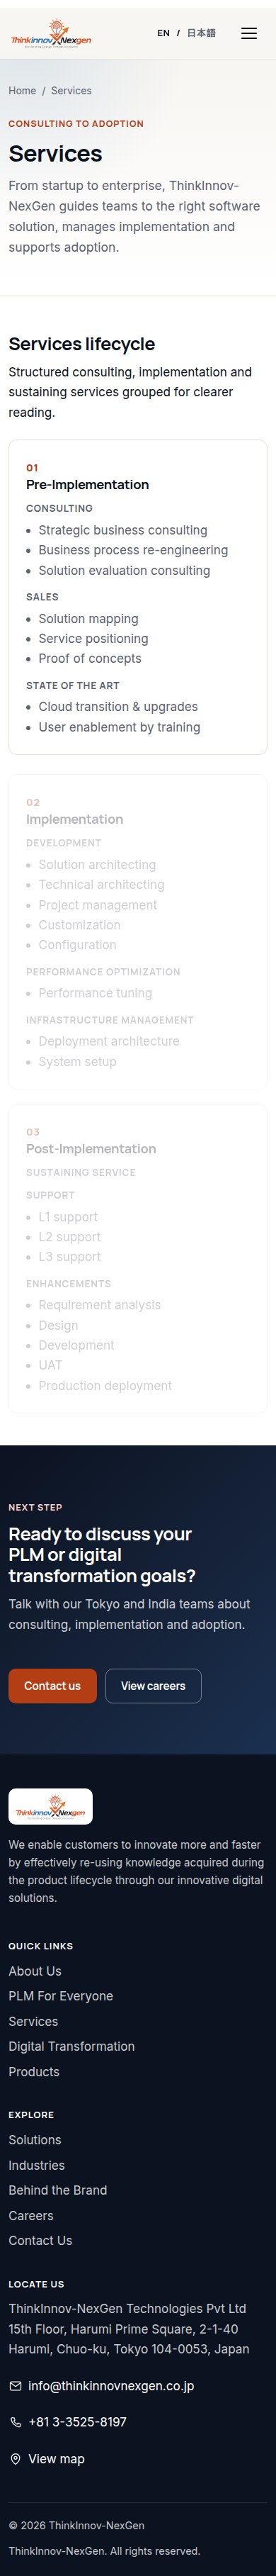 ThinkinnovNexgen
EN / 日本語
Home / Services
CONSULTING TO ADOPTION
Services
From startup to enterprise, ThinkInnov-
NexGen guides teams to the right software
solution, manages implementation and
supports adoption.
Services lifecycle
Structured consulting, implementation and
sustaining services grouped for clearer
reading.
01
Pre-Implementation
CONSULTING
• Strategic business consulting
• Business process re-engineering
• Solution evaluation consulting
SALES
• Solution mapping
• Service positioning
• Proof of concepts
STATE OF THE ART
• Cloud transition & upgrades
• User enablement by training
02
Implementation
DEVELOPMENT
• Solution architecting
• Technical architecting
• Project management
• Customization
• Configuration
PERFORMANCE OPTIMIZATION
• Performance tuning
INFRASTRUCTURE MANAGEMENT
• Deployment architecture
• System setup
03
Post-Implementation
SUSTAINING SERVICE
SUPPORT
• L1 support
• L2 support
• L3 support
ENHANCEMENTS
• Requirement analysis
• Design
• Development
• UAT
• Production deployment
NEXT STEP
Ready to discuss your
PLM or digital
transformation goals?
Talk with our Tokyo and India teams about
consulting, implementation and adoption.
Contact us
View careers
ThinkinnovNexgen
We enable customers to innovate more and faster
by effectively re-using knowledge acquired during
the product lifecycle through our innovative digital
solutions.
QUICK LINKS
About Us
PLM For Everyone
Services
Digital Transformation
Products
EXPLORE
Solutions
Industries
Behind the Brand
Careers
Contact Us
LOCATE US
ThinkInnov-NexGen Technologies Pvt Ltd
15th Floor, Harumi Prime Square, 2-1-40
Harumi, Chuo-ku, Tokyo 104-0053, Japan
info@thinkinnovnexgen.co.jp
+81 3-3525-8197
View map
© 2026 ThinkInnov-NexGen
ThinkInnov-NexGen. All rights reserved.